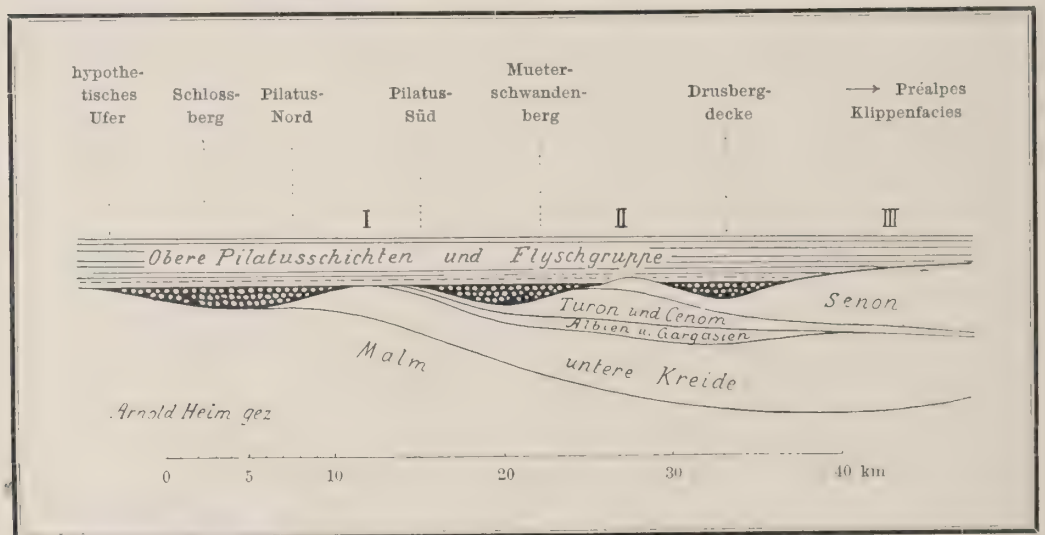 hypothe-
tisches
Ufer
Schloss-
berg
Pilatus-
Nord
Pilatus-
Süd
Mueter-
schwanden-
berg
Drusberg-
decke
→ Préalpes
Klippenfacies
I
II
III
Obere Pilatusschichten und Flyschgruppe
Senon
Turon und Cenom
Albien u. Gargasien
Malm
untere Kreide
Arnold Heim gez
0 5 10 20 30 40 km